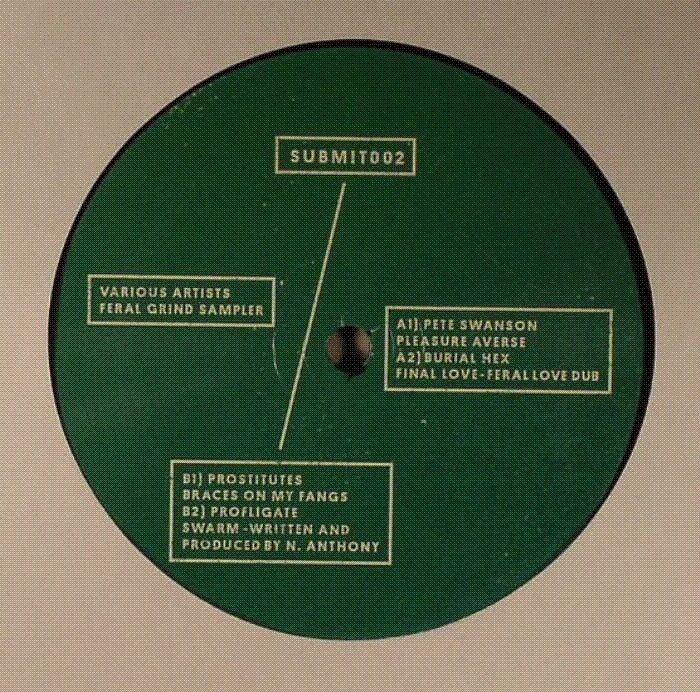 SUBMIT002
VARIOUS ARTISTS
FERAL GRIND SAMPLER
A1) PETE SWANSON
PLEASURE AVERSE
A2) BURIAL HEX
FINAL LOVE-FERAL LOVE DUB
B1) PROSTITUTES
BRACES ON MY FANGS
B2) PROFLIGATE
SWARM -WRITTEN AND
PRODUCED BY N. ANTHONY